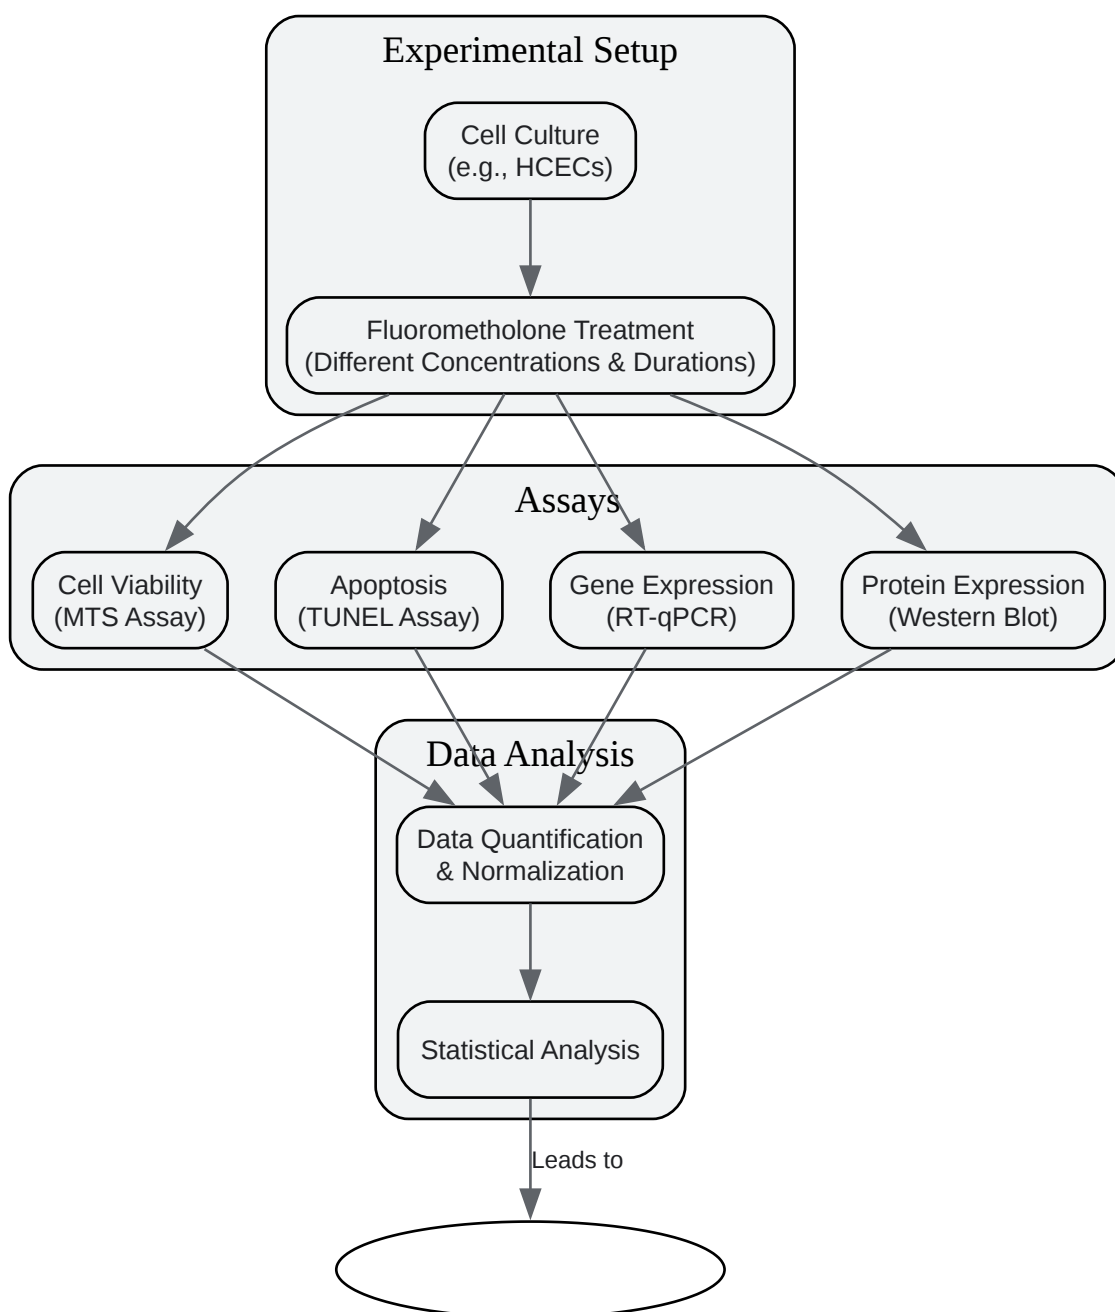 Experimental Setup
Cell Culture
(e.g., HCECs)
Fluorometholone Treatment
(Different Concentrations & Durations)
Assays
Cell Viability
(MTS Assay)
Apoptosis
(TUNEL Assay)
Gene Expression
(RT-qPCR)
Protein Expression
(Western Blot)
Data Analysis
Data Quantification
& Normalization
Statistical Analysis
Leads to